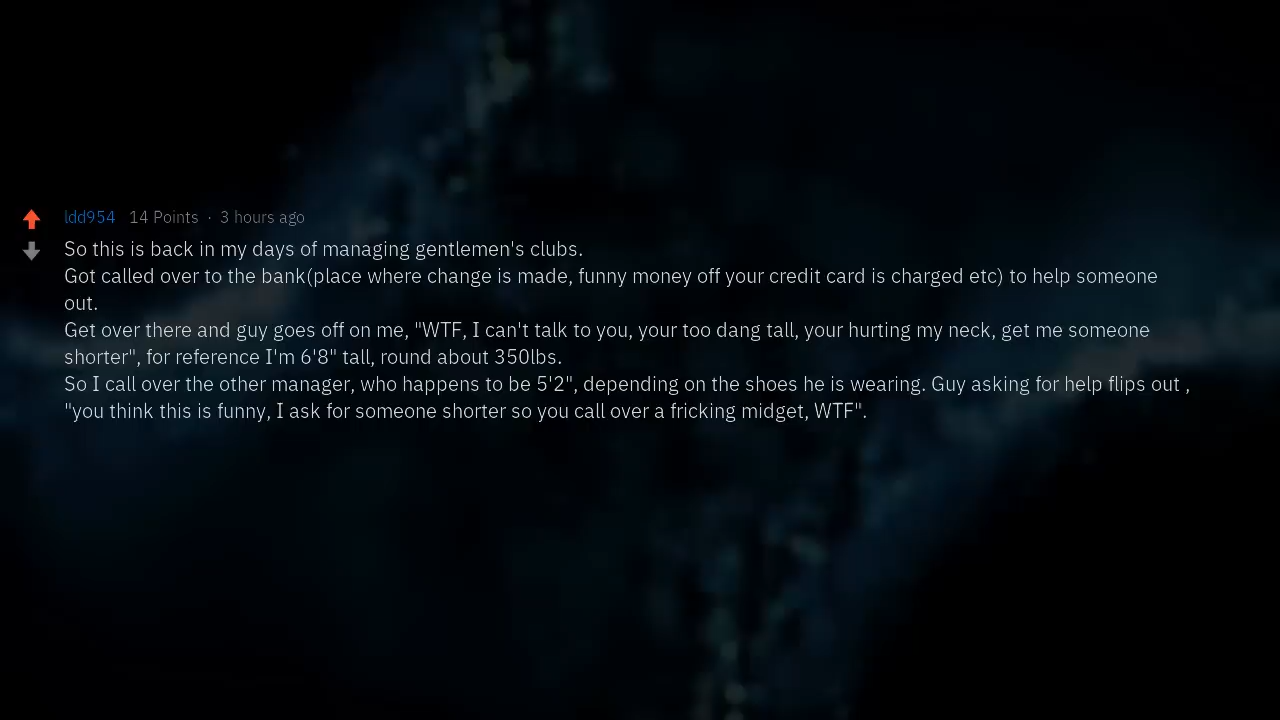 ldd954 14 Points · 3 hours ago
So this is back in my days of managing gentlemen's clubs.
Got called over to the bank(place where change is made, funny money off your credit card is charged etc) to help someone
out.
Get over there and guy goes off on me, "WTF, I can't talk to you, your too dang tall, your hurting my neck, get me someone
shorter", for reference I'm 6'8" tall, round about 350lbs.
So I call over the other manager, who happens to be 5'2", depending on the shoes he is wearing. Guy asking for help flips out ,
"you think this is funny, I ask for someone shorter so you call over a fricking midget, WTF".